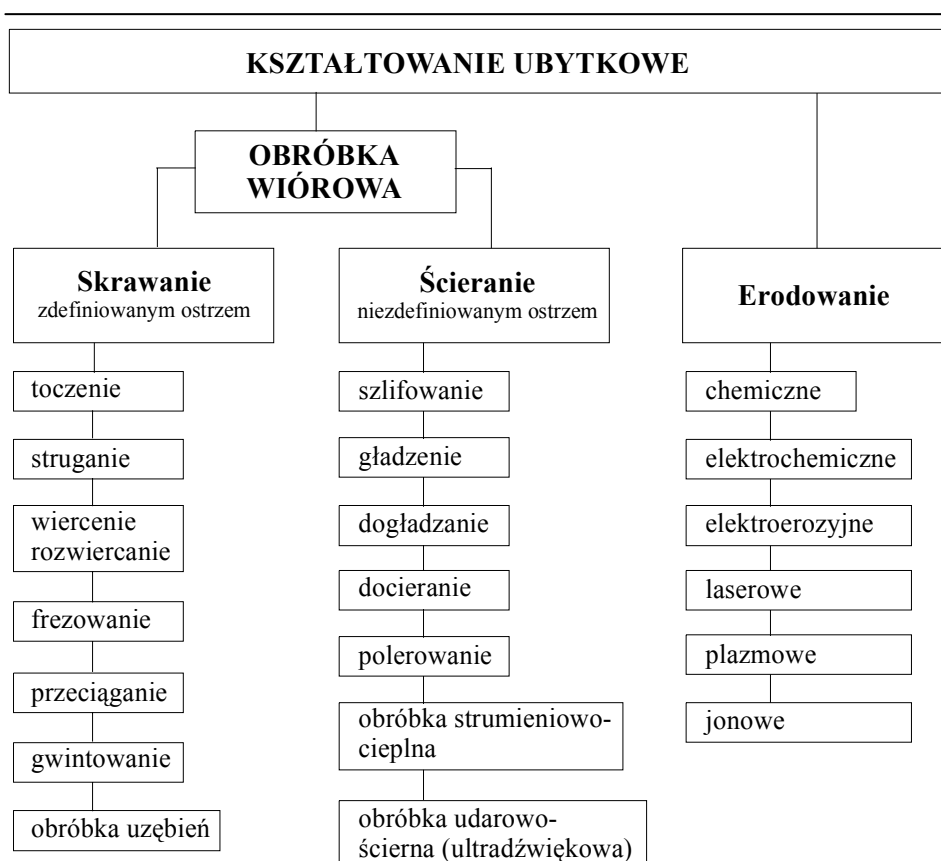 KSZTAŁTOWANIE UBYTKOWE
OBRÓBKA
WIÓROWA
Skrawanie
zdefiniowanym ostrzem
toczenie
struganie
wiercenie
rozwiercanie
frezowanie
przeciąganie
gwintowanie
obróbka uzębień
Ścieranie
niezdefiniowanym ostrzem
szlifowanie
gładzenie
dogładzanie
docieranie
polerowanie
obróbka strumieniowo-
cieplna
obróbka udarowo-
ścierna (ultradźwiękowa)
Erodowanie
chemiczne
elektrochemiczne
elektroerozyjne
laserowe
plazmowe
jonowe